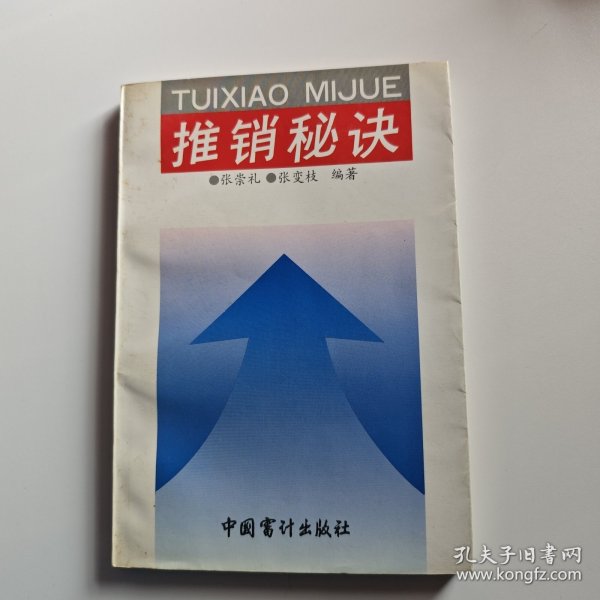 TUIXIAO MIJUE
推销秘诀
●张崇礼 ●张变枝 编著
中国审计出版社
孔夫子旧书网
www.kongfz.com